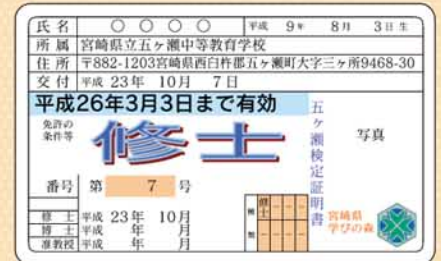 氏名 ○○○○ 平成 9年 8月 3日生
所属 宮崎県立五ヶ瀬中等教育学校
住所 〒882-1203宮崎県西臼杵郡五ヶ瀬町大字三ヶ所9468-30
交付 平成 23年 10月 7日
平成26年3月3日まで有効
免許の
条件等
修士
五ヶ瀬検定証明書
写真
番号 第 7 号
修士 平成 23年 10月
博士 平成 年 月
准教授 平成 年 月
種類
修士
宮崎県
学びの森